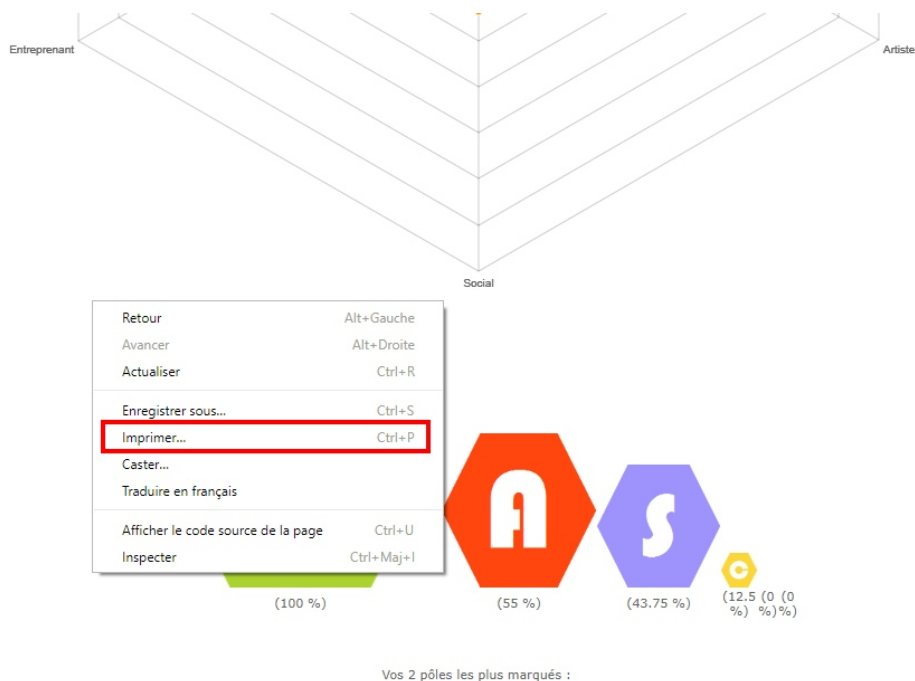 Entreprenant
Artiste
Social
Retour Alt+Gauche
Avancer Alt+Droite
Actualiser Ctrl+R
Enregistrer sous... Ctrl+S
Imprimer... Ctrl+P
Caster...
Traduire en français
Afficher le code source de la page Ctrl+U
Inspecter Ctrl+Maj+I
A S C
(100 %) (55 %) (43.75 %) (12.5 (0 (0
%) %) %)
Vos 2 pôles les plus marqués :